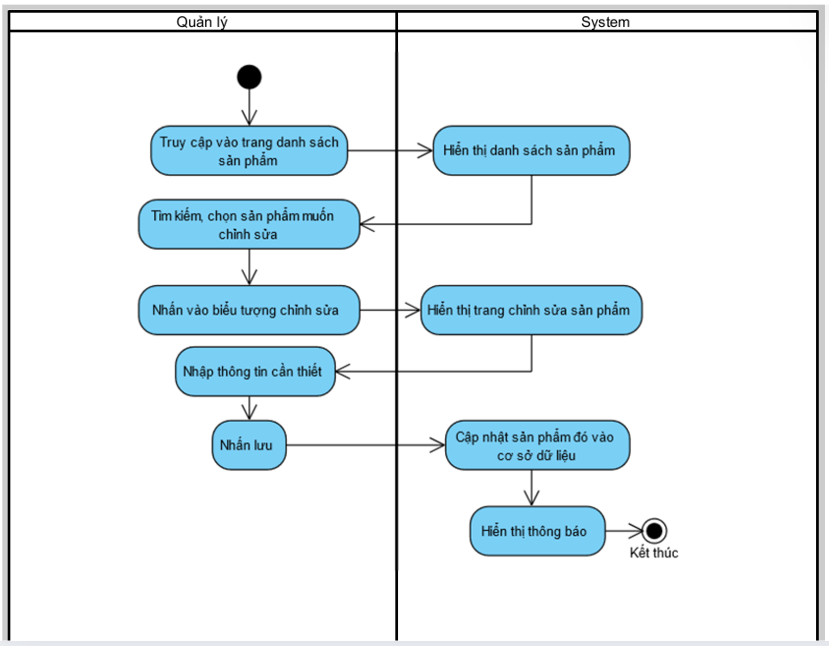 Quản lý
System
Truy cập vào trang danh sách
sản phẩm
Hiển thị danh sách sản phẩm
Tìm kiếm, chọn sản phẩm muốn
chỉnh sửa
Nhấn vào biểu tượng chỉnh sửa
Hiển thị trang chỉnh sửa sản phẩm
Nhập thông tin cần thiết
Nhấn lưu
Cập nhật sản phẩm đó vào
cơ sở dữ liệu
Hiển thị thông báo
Kết thúc